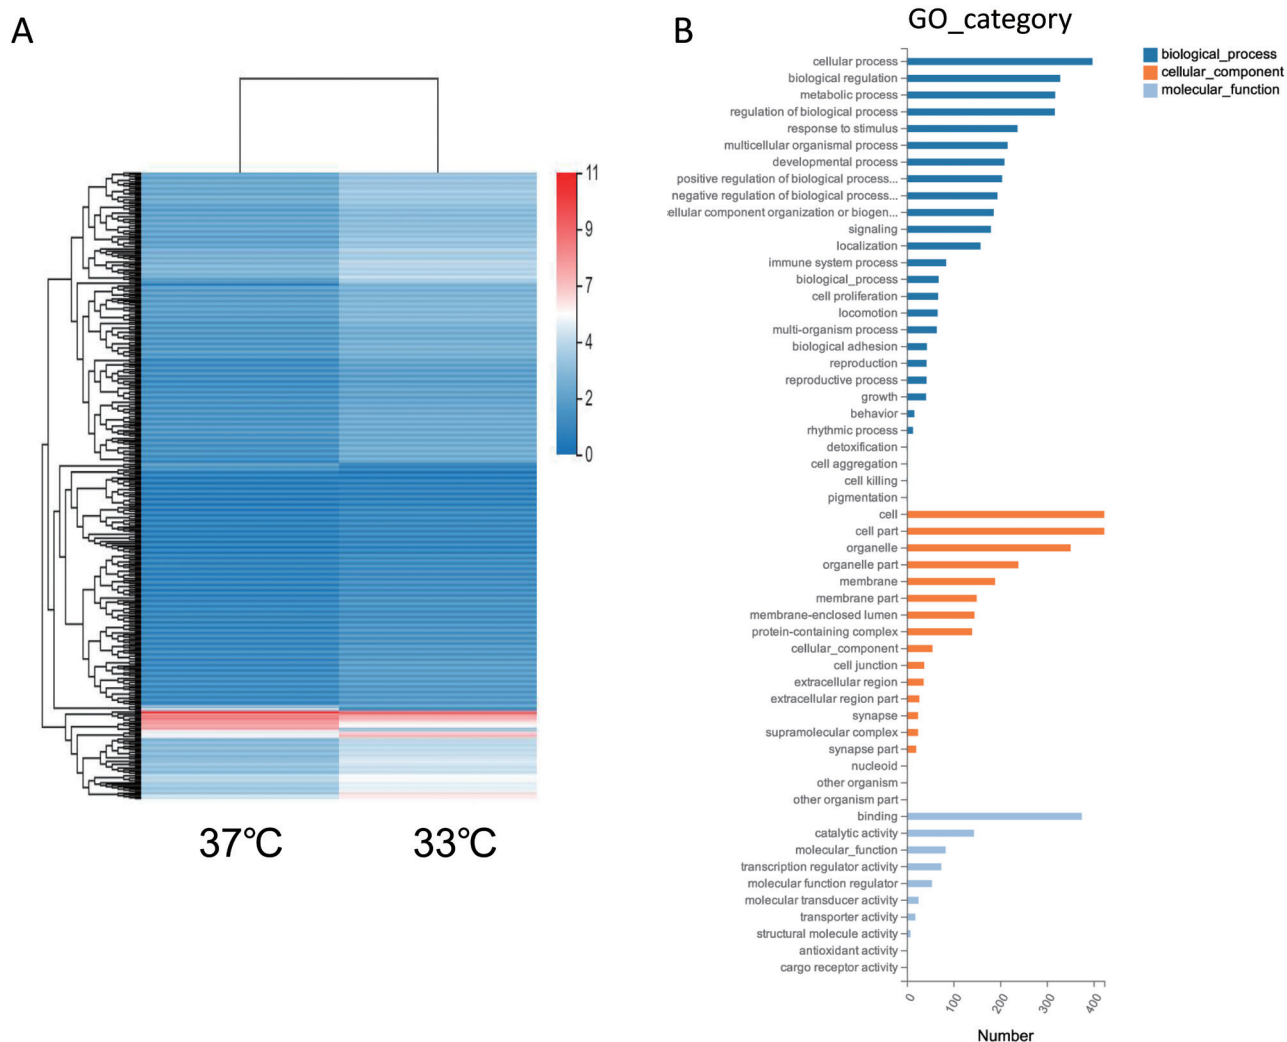 A
11
9
7
4
2
0
37℃
33℃
B
GO_category
biological_process
cellular_component
molecular_function
cellular process
biological regulation
metabolic process
regulation of biological process
response to stimulus
multicellular organismal process
developmental process
positive regulation of biological process...
negative regulation of biological process...
ellular component organization or biogen...
signaling
localization
immune system process
biological_process
cell proliferation
locomotion
multi-organism process
biological adhesion
reproduction
reproductive process
growth
behavior
rhythmic process
detoxification
cell aggregation
cell killing
pigmentation
cell
cell part
organelle
organelle part
membrane
membrane part
membrane-enclosed lumen
protein-containing complex
cellular_component
cell junction
extracellular region
extracellular region part
synapse
supramolecular complex
synapse part
nucleoid
other organism
other organism part
binding
catalytic activity
molecular_function
transcription regulator activity
molecular function regulator
molecular transducer activity
transporter activity
structural molecule activity
antioxidant activity
cargo receptor activity
0
100
200
300
400
Number